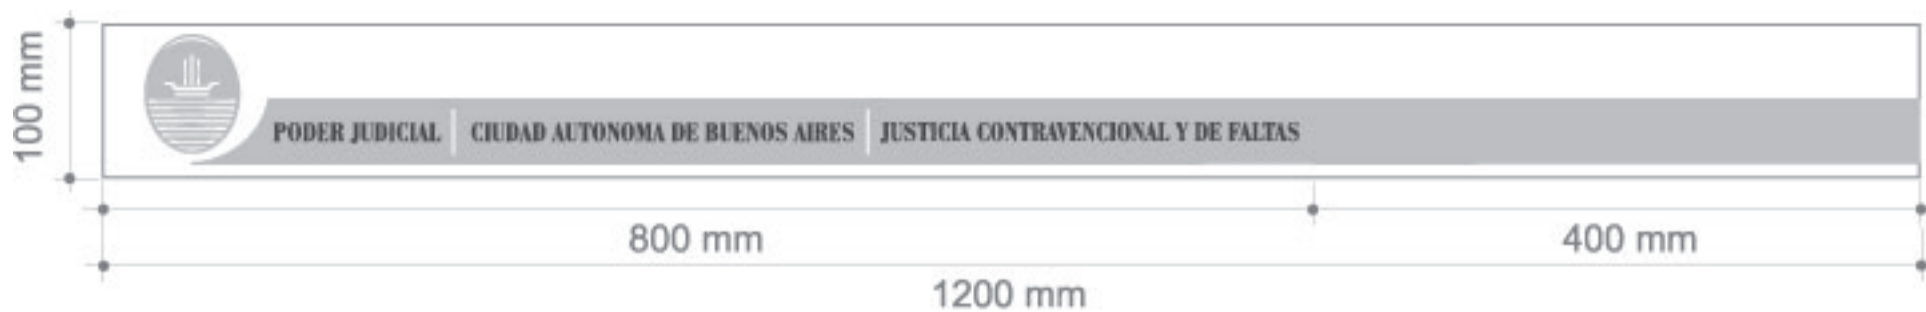 100 mm
PODER JUDICIAL CIUDAD AUTONOMA DE BUENOS AIRES JUSTICIA CONTRAVENCIONAL Y DE FALTAS
800 mm 400 mm
1200 mm